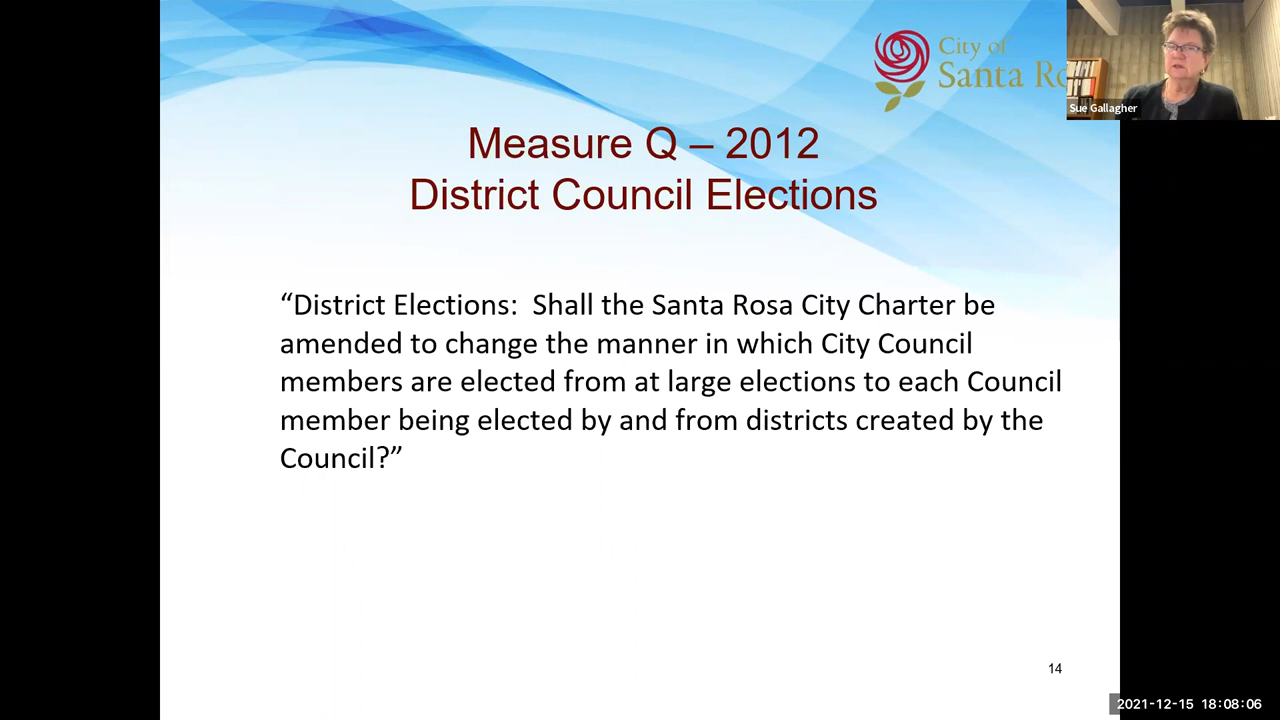 City of
Santa Ro
Sue Gallagher
Measure Q – 2012
District Council Elections
“District Elections:  Shall the Santa Rosa City Charter be
amended to change the manner in which City Council
members are elected from at large elections to each Council
member being elected by and from districts created by the
Council?”
14
2021-12-15 18:08:06